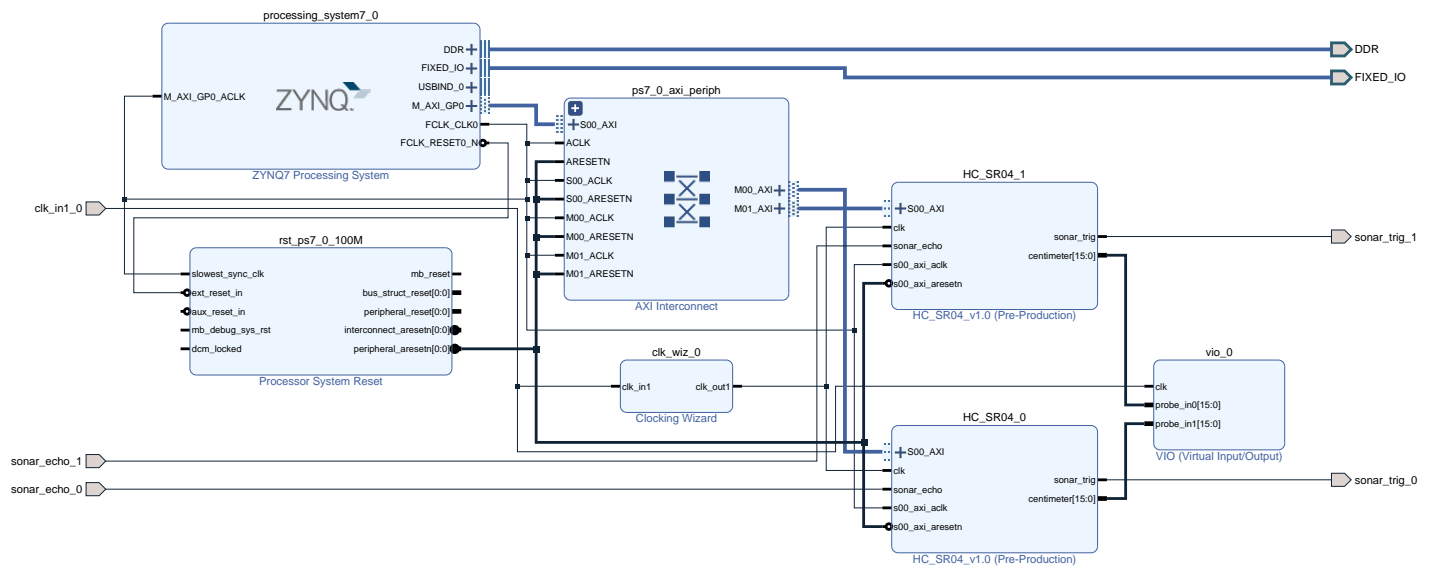 processing_system7_0
DDR
FIXED_IO
USBIND_0
M_AXI_GP0
FCLK_CLK0
FCLK_RESET0_N
M_AXI_GP0_ACLK
ZYNQ
ZYNQ7 Processing System
DDR
FIXED_IO
ps7_0_axi_periph
S00_AXI
ACLK
ARESETN
S00_ACLK
S00_ARESETN
M00_ACLK
M00_ARESETN
M01_ACLK
M01_ARESETN
M00_AXI
M01_AXI
AXI Interconnect
clk_in1_0
rst_ps7_0_100M
slowest_sync_clk
ext_reset_in
aux_reset_in
mb_debug_sys_rst
dcm_locked
mb_reset
bus_struct_reset[0:0]
peripheral_reset[0:0]
interconnect_aresetn[0:0]
peripheral_aresetn[0:0]
Processor System Reset
HC_SR04_1
S00_AXI
clk
sonar_echo
s00_axi_aclk
s00_axi_aresetn
sonar_trig
centimeter[15:0]
HC_SR04_v1.0 (Pre-Production)
sonar_trig_1
clk_wiz_0
clk_in1
clk_out1
Clocking Wizard
vio_0
clk
probe_in0[15:0]
probe_in1[15:0]
VIO (Virtual Input/Output)
HC_SR04_0
S00_AXI
clk
sonar_echo
s00_axi_aclk
s00_axi_aresetn
sonar_trig
centimeter[15:0]
HC_SR04_v1.0 (Pre-Production)
sonar_echo_1
sonar_echo_0
sonar_trig_0